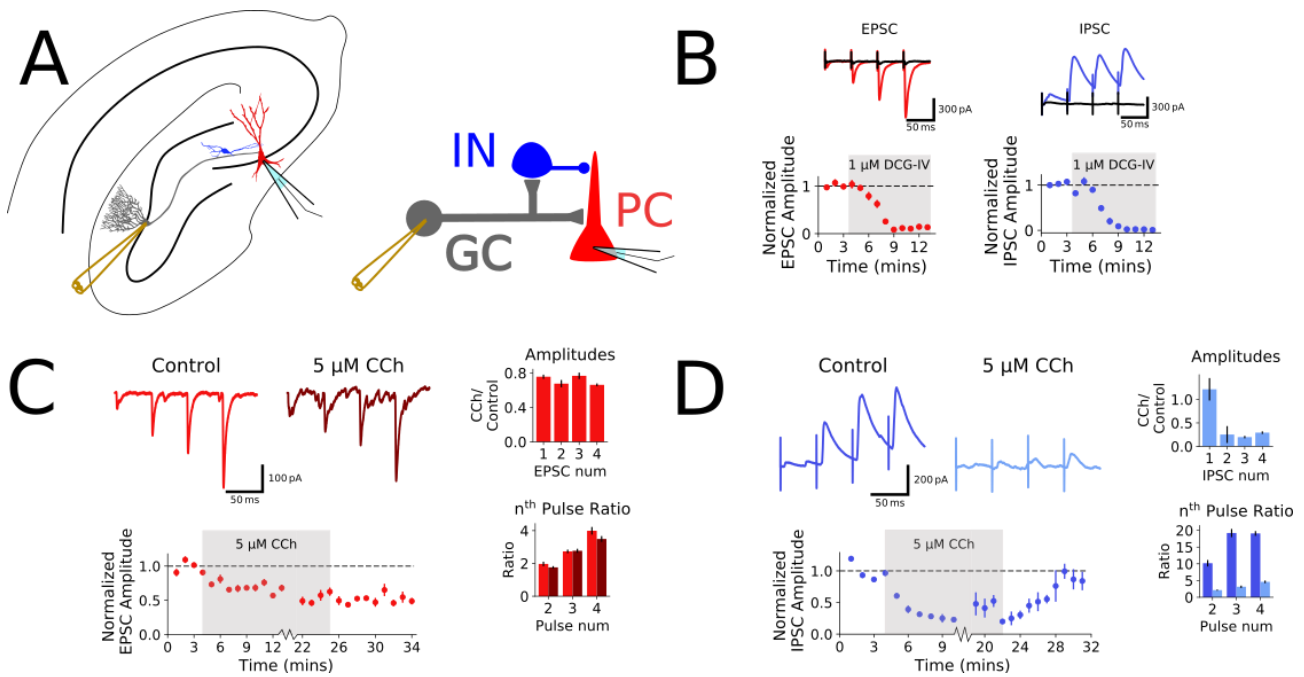 A
IN
PC
GC
B
EPSC
300 pA
50 ms
IPSC
300 pA
50 ms
Normalized
EPSC Amplitude
1 µM DCG-IV
1
0
0 3 6 9 12
Time (mins)
Normalized
IPSC Amplitude
1 µM DCG-IV
1
0
0 3 6 9 12
Time (mins)
C
Control
5 µM CCh
100 pA
50 ms
Amplitudes
CCh/
Control
0.8
0.4
0.0
1 2 3 4
EPSC num
Normalized
EPSC Amplitude
5 µM CCh
1.0
0.5
0.0
0 3 6 9 12 22 26 30 34
Time (mins)
nth Pulse Ratio
Ratio
4
2
0
2 3 4
Pulse num
D
Control
5 µM CCh
200 pA
50 ms
Amplitudes
CCh/
Control
1.0
0.5
0.0
1 2 3 4
IPSC num
Normalized
IPSC Amplitude
5 µM CCh
1.0
0.5
0.0
0 3 6 9 20 24 28 32
Time (mins)
nth Pulse Ratio
Ratio
20
15
10
5
0
2 3 4
Pulse num